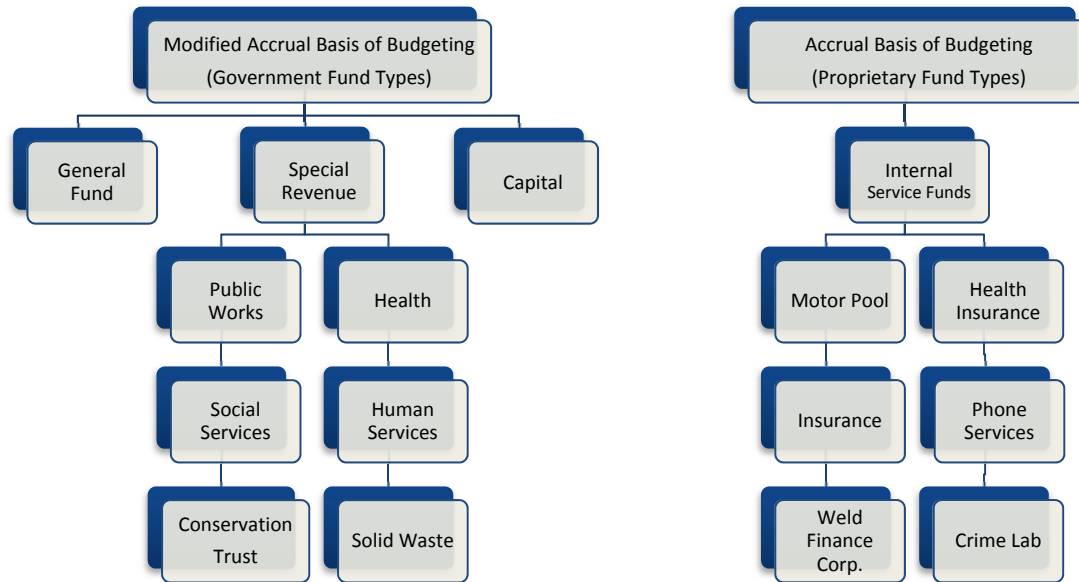 Modified Accrual Basis of Budgeting
(Government Fund Types)
General
Fund
Special
Revenue
Capital
Public
Works
Health
Social
Services
Human
Services
Conservation
Trust
Solid Waste
Accrual Basis of Budgeting
(Proprietary Fund Types)
Internal
Service Funds
Motor Pool
Health
Insurance
Insurance
Phone
Services
Weld
Finance
Corp.
Crime Lab